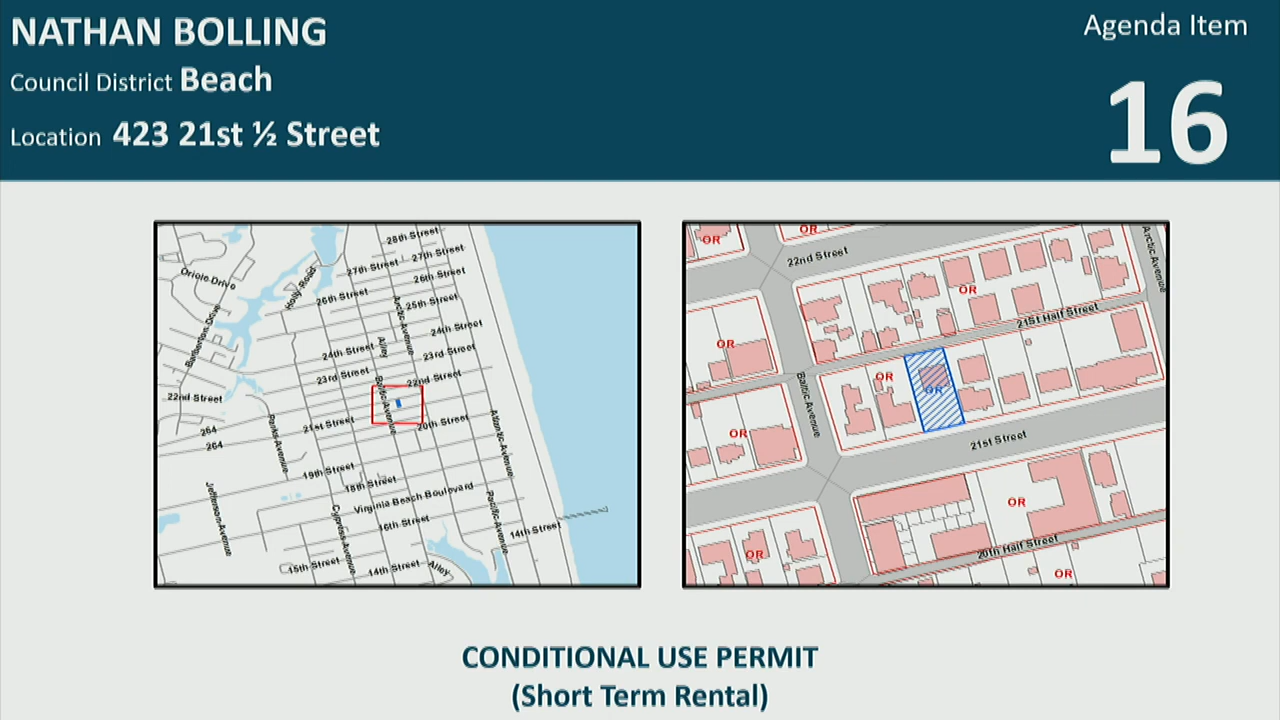 NATHAN BOLLING
Agenda Item
Council District Beach
16
Location 423 21st ½ Street
28th Street
27th Street
27th Street
26th Street
26th Street
25th Street
24th Street
24th Street
23rd Street
23rd Street
22nd Street
22nd Street
21st Street
20th Street
19th Street
18th Street
Virginia Beach Boulevard
16th Street
15th Street
14th Street
14th Street
Alley
Alley
Oriole Drive
Holly Road
Barberton Drive
Arctic Avenue
Baltic Avenue
Parks Avenue
264
264
Jefferson Avenue
Cypress Avenue
Atlantic Avenue
Pacific Avenue
OR
OR
22nd Street
Arctic Avenue
OR
21St Half Street
OR
OR
OR
Baltic Avenue
OR
21st Street
OR
20th Half Street
OR
OR
CONDITIONAL USE PERMIT
(Short Term Rental)